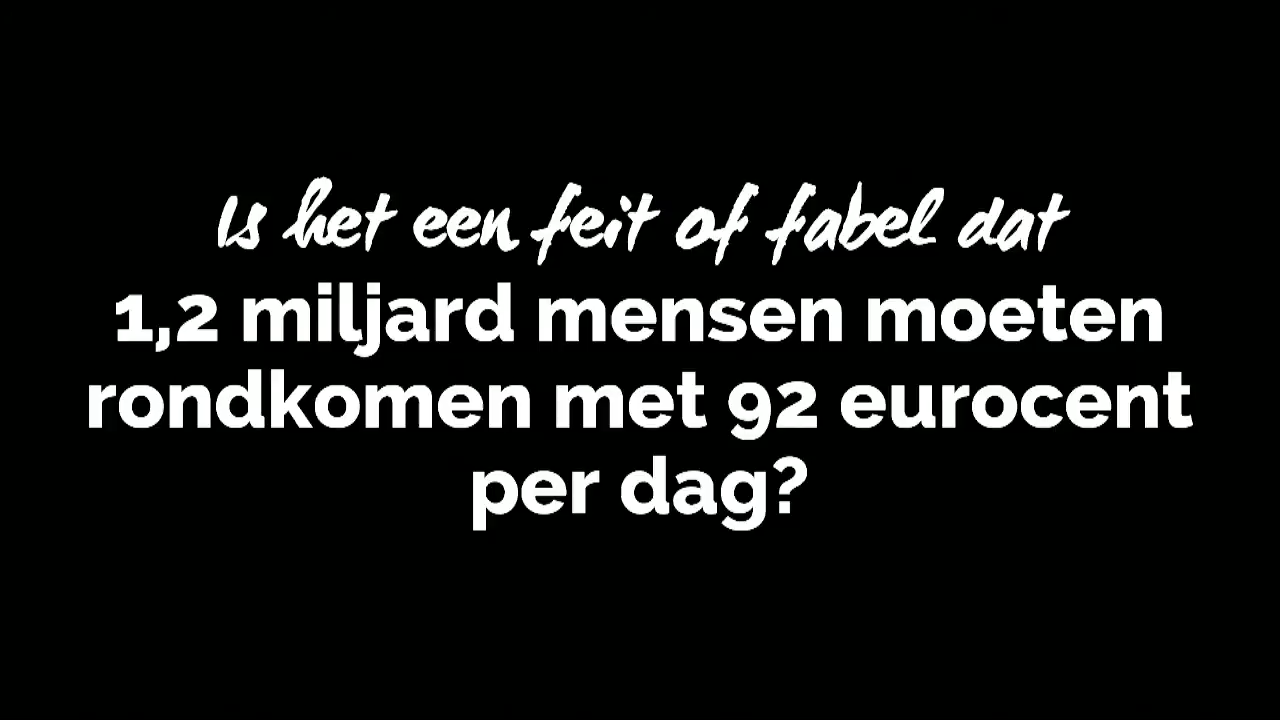 Is het een feit of fabel dat
1,2 miljard mensen moeten
rondkomen met 92 eurocent
per dag?